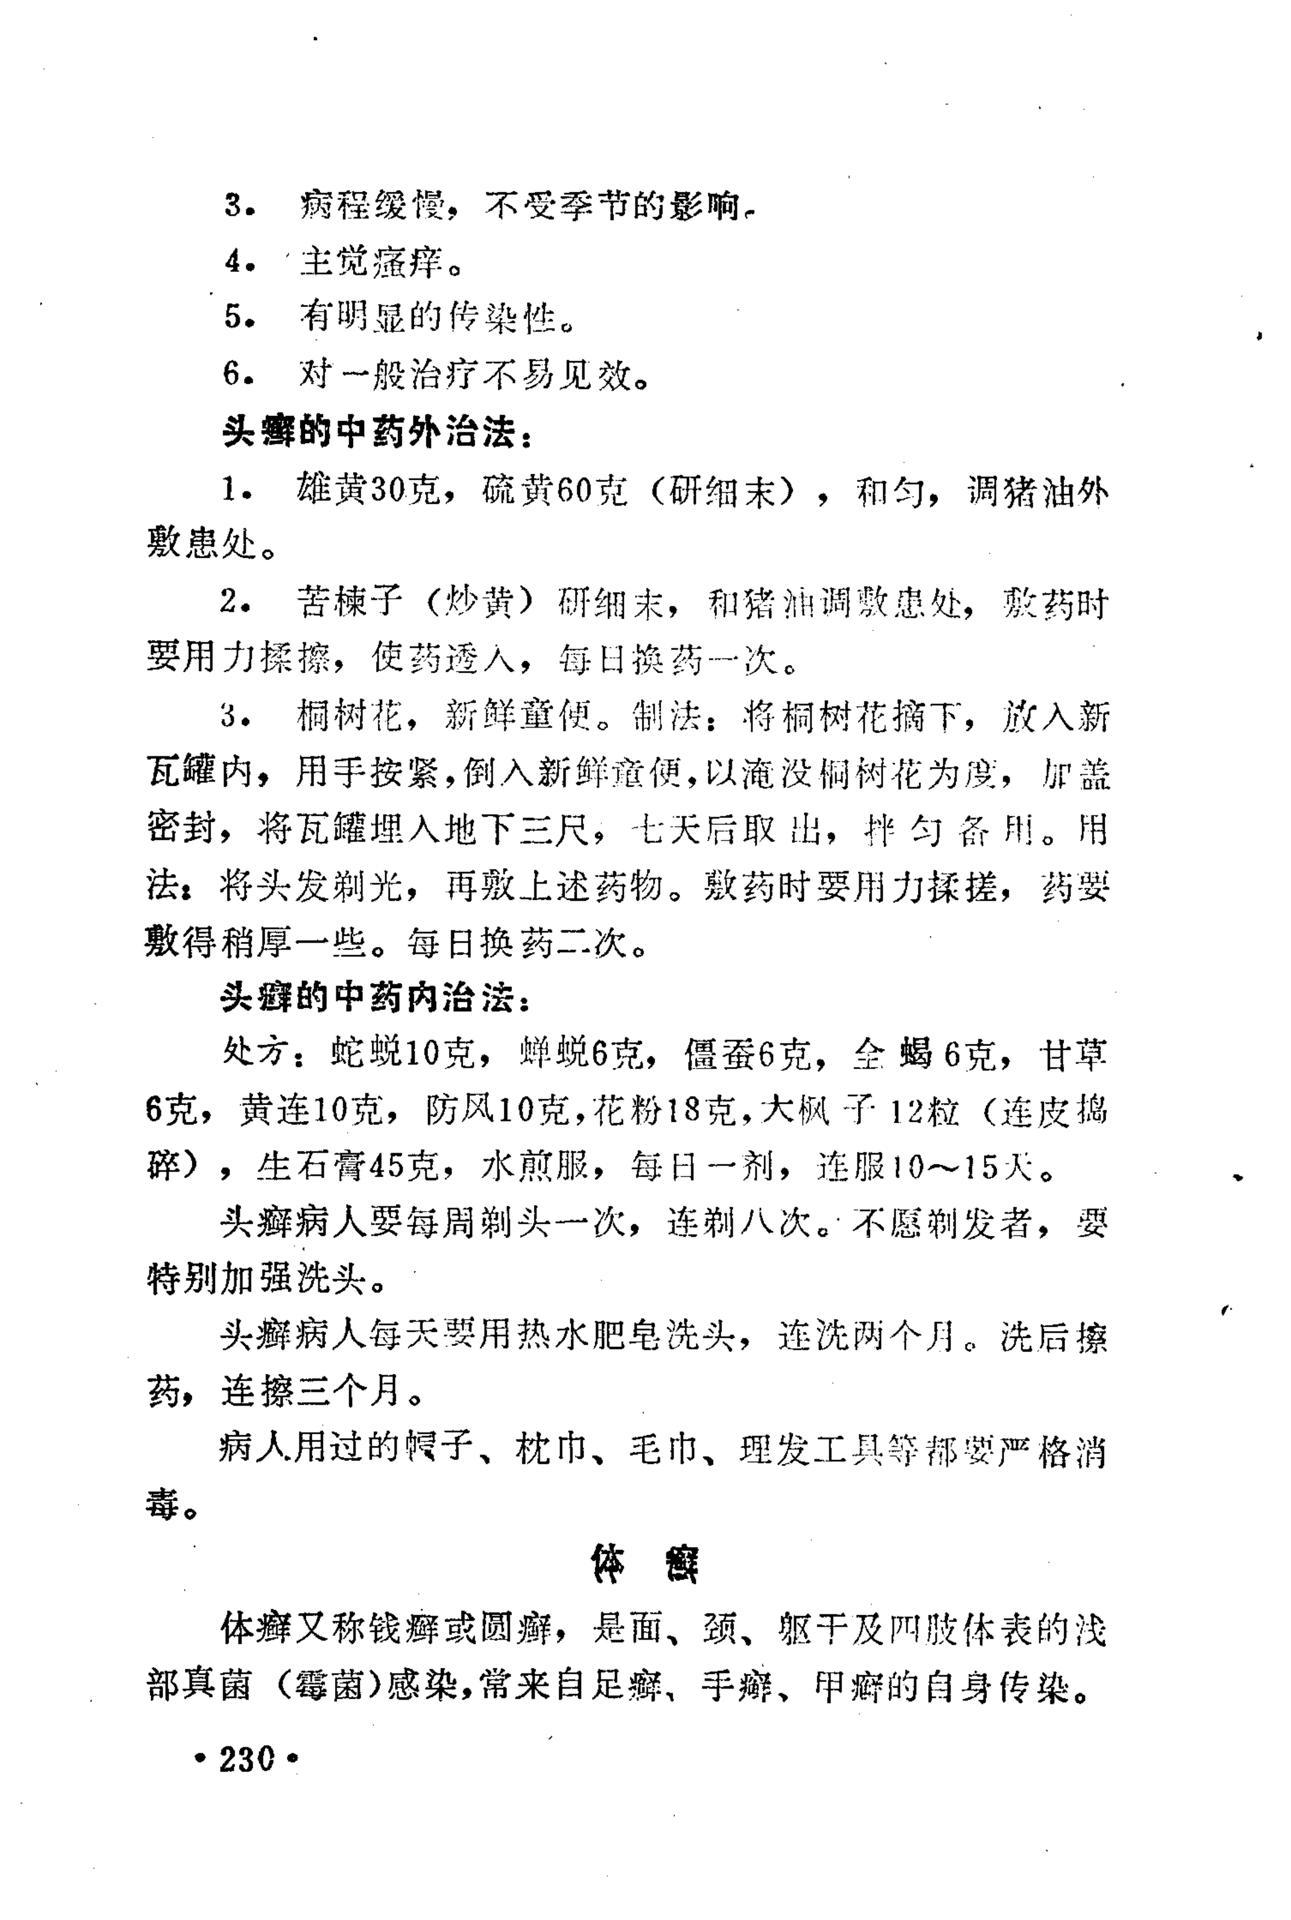 3. 病程缓慢，不受季节的影响。
4. 主觉瘙痒。
5. 有明显的传染性。
6. 对一般治疗不易见效。
头癣的中药外治法：
1. 雄黄30克，硫黄60克（研细末），和匀，调猪油外
敷患处。
2. 苦楝子（炒黄）研细末，和猪油调敷患处，敷药时
要用力揉擦，使药透入，每日换药一次。
3. 桐树花，新鲜童便。制法：将桐树花摘下，放入新
瓦罐内，用手按紧，倒入新鲜童便，以淹没桐树花为度，加盖
密封，将瓦罐埋入地下三尺，七天后取出，拌匀备用。用
法：将头发剃光，再敷上述药物。敷药时要用力揉搓，药要
敷得稍厚一些。每日换药二次。
头癣的中药内治法：
处方：蛇蜕10克，蝉蜕6克，僵蚕6克，全蝎6克，甘草
6克，黄连10克，防风10克，花粉18克，大枫子12粒（连皮捣
碎），生石膏45克，水煎服，每日一剂，连服10～15天。
头癣病人要每周剃头一次，连剃八次。不愿剃发者，要
特别加强洗头。
头癣病人每天要用热水肥皂洗头，连洗两个月。洗后擦
药，连擦三个月。
病人用过的帽子、枕巾、毛巾、理发工具等都要严格消
毒。
体癣
体癣又称钱癣或圆癣，是面、颈、躯干及四肢体表的浅
部真菌（霉菌）感染，常来自足癣、手癣、甲癣的自身传染。
·230·